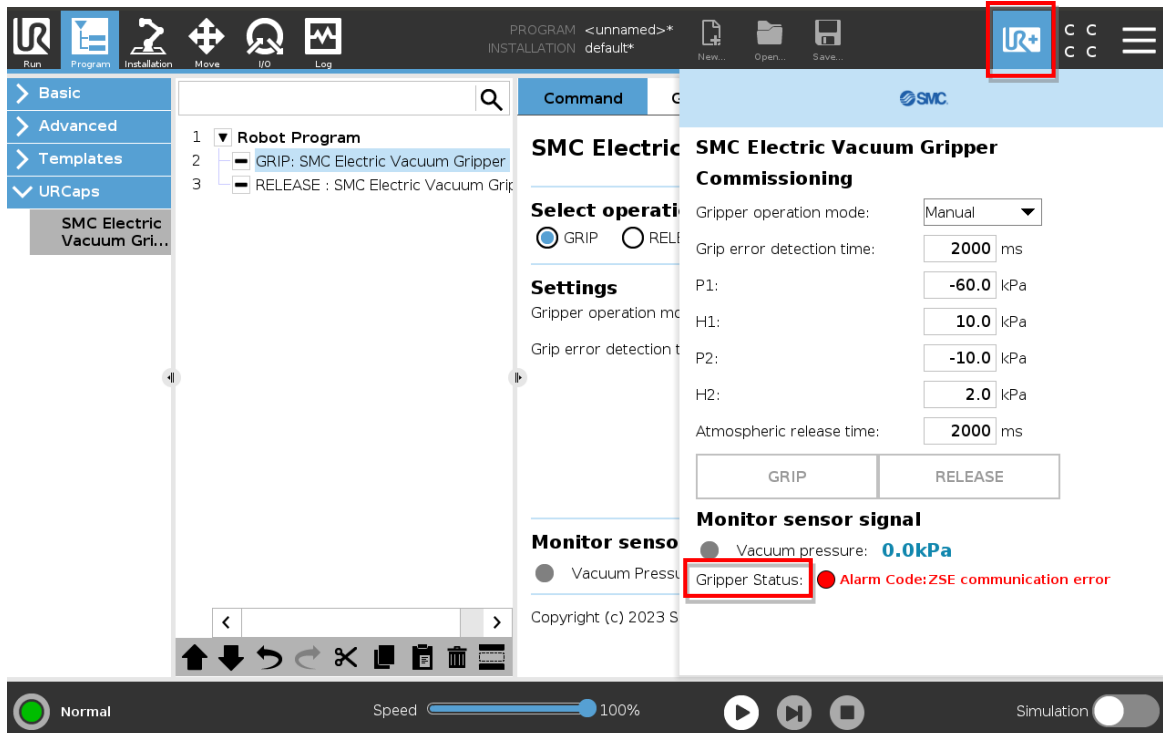 PROGRAM <unnamed>*
INSTALLATION default*
Run Program Installation Move I/O Log New... Open... Save...
UR
UR+
C C
C C
Basic
Advanced
Templates
URCaps
SMC Electric
Vacuum Gri...
1 Robot Program
2 GRIP: SMC Electric Vacuum Gripper
3 RELEASE : SMC Electric Vacuum Grip
Command G
SMC Electric
Select operati
GRIP RELE
Settings
Gripper operation mo
Grip error detection t
Monitor senso
Vacuum Pressu
Copyright (c) 2023 S
SMC
SMC Electric Vacuum Gripper
Commissioning
Gripper operation mode: Manual
Grip error detection time: 2000 ms
P1: -60.0 kPa
H1: 10.0 kPa
P2: -10.0 kPa
H2: 2.0 kPa
Atmospheric release time: 2000 ms
GRIP RELEASE
Monitor sensor signal
Vacuum pressure: 0.0kPa
Gripper Status: Alarm Code:ZSE communication error
Normal Speed 100% Simulation